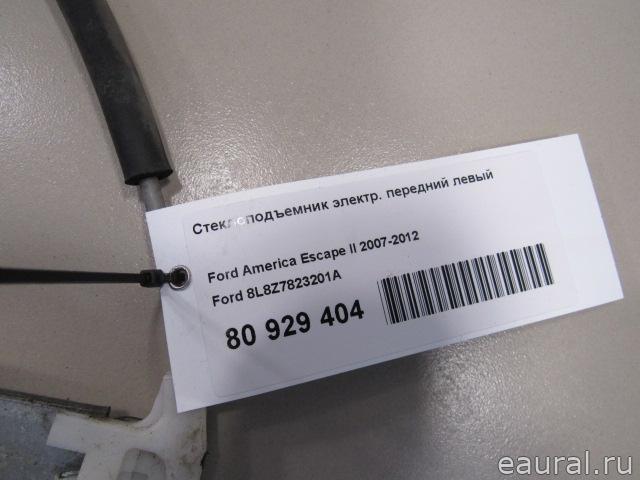 Стеклоподъемник электр. передний левый
Ford America Escape II 2007-2012
Ford 8L8Z7823201A
80 929 404
eaural.ru